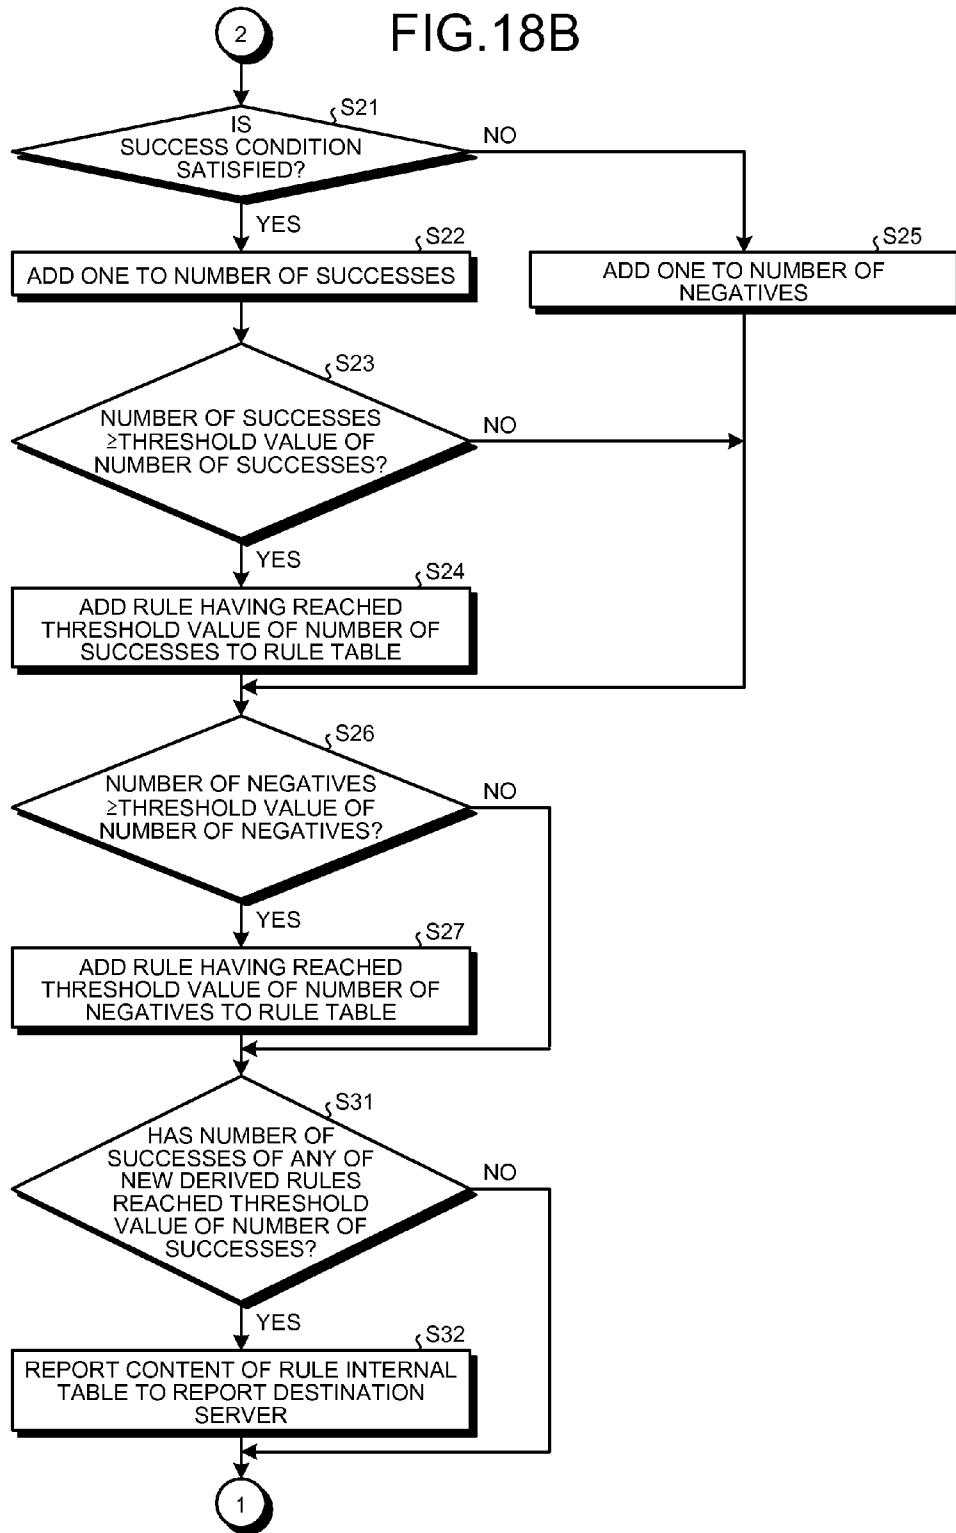 FIG.18B
2
S21
IS
SUCCESS CONDITION
SATISFIED?
NO
YES
S22
ADD ONE TO NUMBER OF SUCCESSES
S25
ADD ONE TO NUMBER OF
NEGATIVES
S23
NUMBER OF SUCCESSES
≥THRESHOLD VALUE OF
NUMBER OF SUCCESSES?
NO
YES
S24
ADD RULE HAVING REACHED
THRESHOLD VALUE OF NUMBER OF
SUCCESSES TO RULE TABLE
S26
NUMBER OF NEGATIVES
≥THRESHOLD VALUE OF
NUMBER OF NEGATIVES?
NO
YES
S27
ADD RULE HAVING REACHED
THRESHOLD VALUE OF NUMBER OF
NEGATIVES TO RULE TABLE
S31
HAS NUMBER OF
SUCCESSES OF ANY OF
NEW DERIVED RULES
REACHED THRESHOLD
VALUE OF NUMBER OF
SUCCESSES?
NO
YES
S32
REPORT CONTENT OF RULE INTERNAL
TABLE TO REPORT DESTINATION
SERVER
1